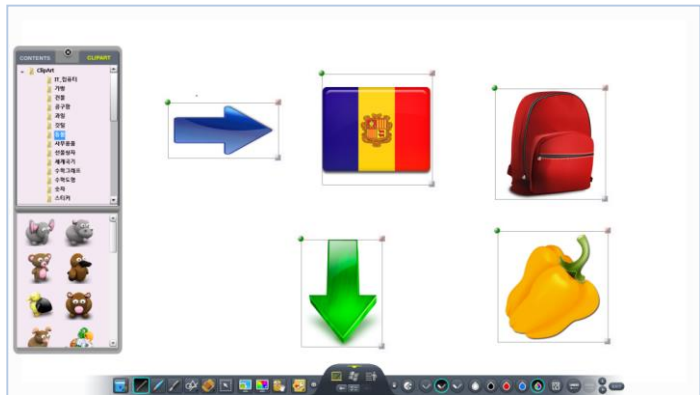 CONTENTS
CLIPART
ClipArt
IT_컴퓨터
가방
건물
공구함
과일
깃털
동물
사무용품
선물상자
세계국기
수학그래프
수학도형
숫자
스티커
EXIT